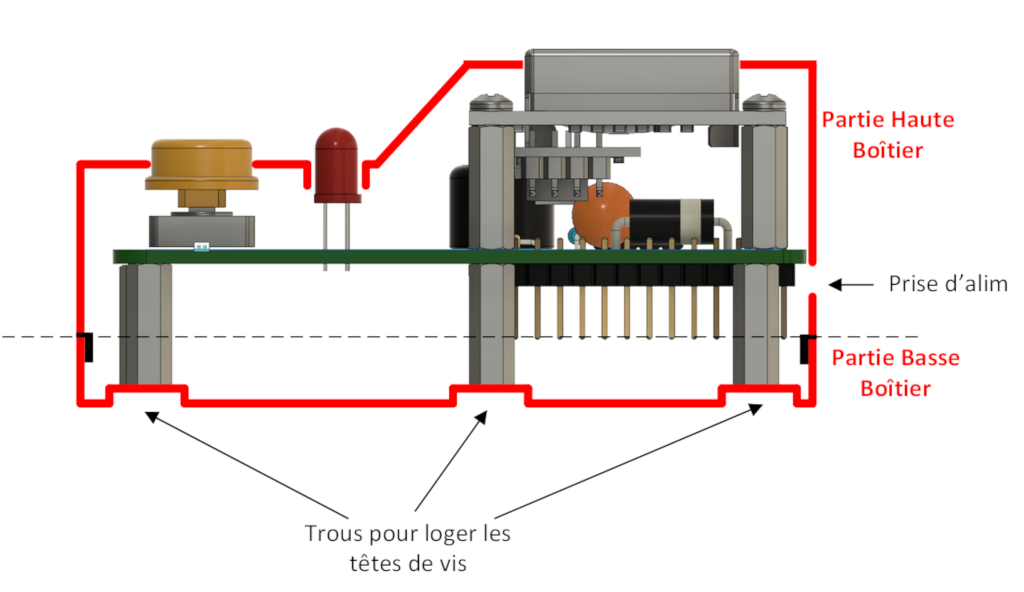 Partie Haute
Boîtier
Prise d’alim
Partie Basse
Boîtier
Trous pour loger les
têtes de vis